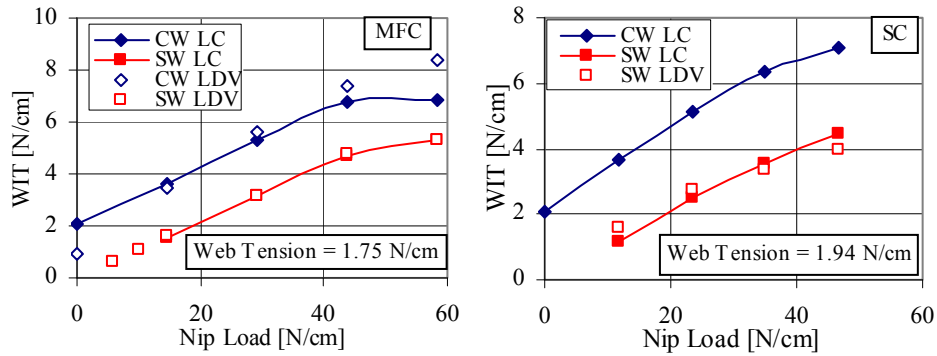 MFC
CW LC
SW LC
CW LDV
SW LDV
WIT [N/cm]
10
8
6
4
2
0
Web Tension = 1.75 N/cm
0 20 40 60
Nip Load [N/cm]
SC
CW LC
SW LC
SW LDV
WIT [N/cm]
8
6
4
2
0
Web Tension = 1.94 N/cm
0 20 40 60
Nip Load [N/cm]